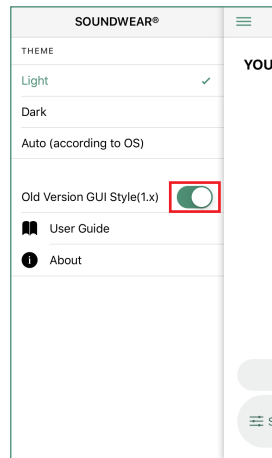 SOUNDWEAR®
THEME
Light
Dark
Auto (according to OS)
Old Version GUI Style(1.x)
User Guide
About
YOU
S